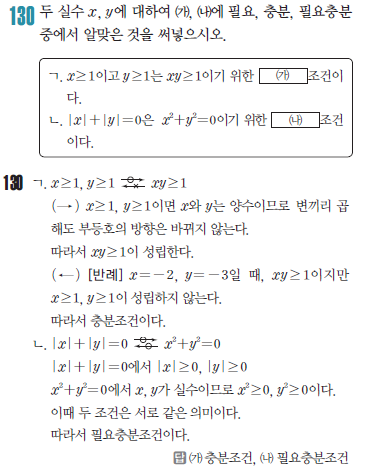 130 두 실수 x, y에 대하여 ㈎, ㈏에 필요, 충분, 필요충분
중에서 알맞은 것을 써넣으시오.
ㄱ. x≥1이고 y≥1는 xy≥1이기 위한 ㈎ 조건이
다.
ㄴ. |x|+|y|=0은 x²+y²=0이기 위한 ㈏ 조건
이다.
130 ㄱ. x≥1, y≥1 ⇄ xy≥1
(→) x≥1, y≥1이면 x와 y는 양수이므로 변끼리 곱
해도 부등호의 방향은 바뀌지 않는다.
따라서 xy≥1이 성립한다.
(←) [반례] x=-2, y=-3일 때, xy≥1이지만
x≥1, y≥1이 성립하지 않는다.
따라서 충분조건이다.
ㄴ. |x|+|y|=0 ⇄ x²+y²=0
|x|+|y|=0에서 |x|≥0, |y|≥0
x²+y²=0에서 x, y가 실수이므로 x²≥0, y²≥0이다.
이때 두 조건은 서로 같은 의미이다.
따라서 필요충분조건이다.
답 ㈎ 충분조건, ㈏ 필요충분조건